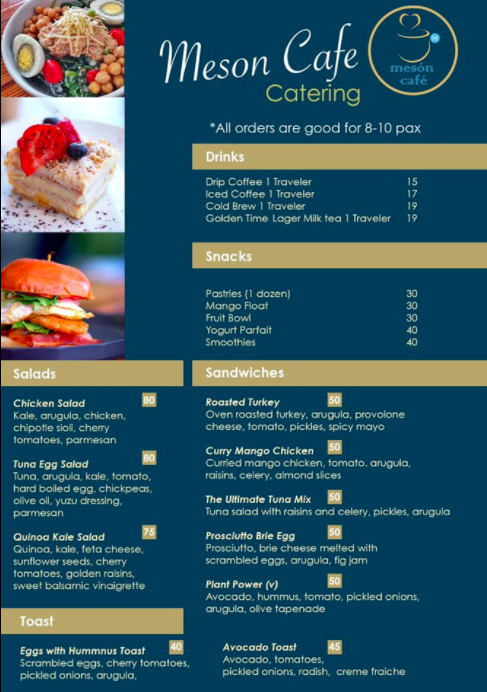 Meson Cafe
Catering
mesón
café
*All orders are good for 8-10 pax
Drinks
Drip Coffee 1 Traveler 15
Iced Coffee 1 Traveler 17
Cold Brew 1 Traveler 19
Golden Time Lager Milk tea 1 Traveler 19
Snacks
Pastries (1 dozen) 30
Mango Float 30
Fruit Bowl 30
Yogurt Parfait 40
Smoothies 40
Salads
Chicken Salad 80
Kale, arugula, chicken,
chipotle sioli, cherry
tomatoes, parmesan
Tuna Egg Salad 80
Tuna, arugula, kale, tomato,
hard boiled egg, chickpeas,
olive oil, yuzu dressing,
parmesan
Quinoa Kale Salad 75
Quinoa, kale, feta cheese,
sunflower seeds, cherry
tomatoes, golden raisins,
sweet balsamic vinaigrette
Sandwiches
Roasted Turkey 50
Oven roasted turkey, arugula, provolone
cheese, tomato, pickles, spicy mayo
Curry Mango Chicken 50
Curried mango chicken, tomato. arugula,
raisins, celery, almond slices
The Ultimate Tuna Mix 50
Tuna salad with raisins and celery, pickles, arugula
Prosciutto Brie Egg 50
Prosciutto, brie cheese melted with
scrambled eggs, arugula, fig jam
Plant Power (v) 50
Avocado, hummus, tomato, pickled onions,
arugula, olive tapenade
Toast
Eggs with Hummnus Toast 40
Scrambled eggs, cherry tomatoes,
pickled onions, arugula,
Avocado Toast 45
Avocado, tomatoes,
pickled onions, radish, creme fraiche